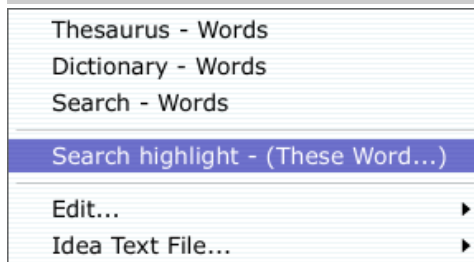 Thesaurus - Words
Dictionary - Words
Search - Words
Search highlight - (These Word...)
Edit...
Idea Text File...